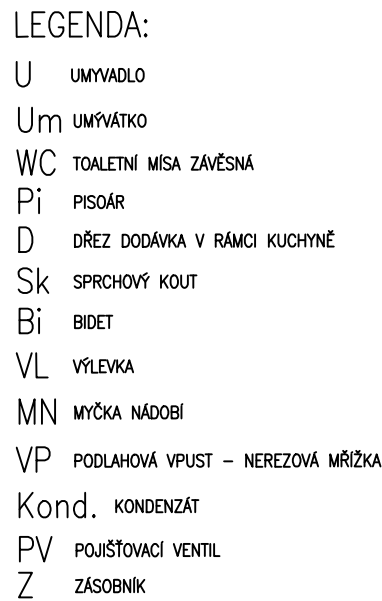 LEGENDA:
U UMYVADLO
Um UMÝVÁTKO
WC TOALETNÍ MÍSA ZÁVĚSNÁ
Pi PISOÁR
D DŘEZ DODÁVKA V RÁMCI KUCHYNĚ
Sk SPRCHOVÝ KOUT
Bi BIDET
VL VÝLEVKA
MN MYČKA NÁDOBÍ
VP PODLAHOVÁ VPUST – NEREZOVÁ MŘÍŽKA
Kond. KONDENZÁT
PV POJIŠŤOVACÍ VENTIL
Z ZÁSOBNÍK